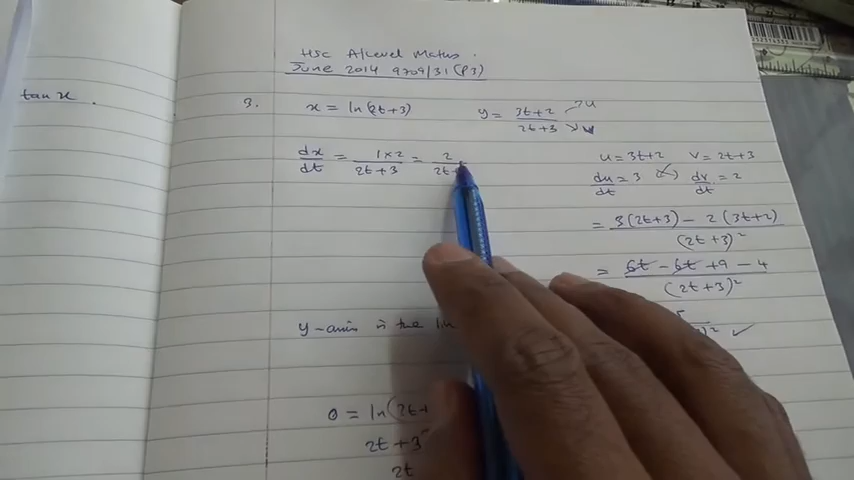 tan x .
HSC A/Level Maths .
June 2014 9709/31 (P3)
3. x = ln(2t+3) y = 3t+2 / 2t+3 → u → v
dx/dt = 1×2 / 2t+3 = 2 / 2t
u = 3t+2 v = 2t+3
du/dt = 3 dv/dt = 2
= 3(2t+3) - 2(3t+2) / (2t+3)²
= 6t - 6t + 9 - 4 / (2t+3)²
)² ✓
y-axis is the
0 = ln(2t+
2t+3
2t